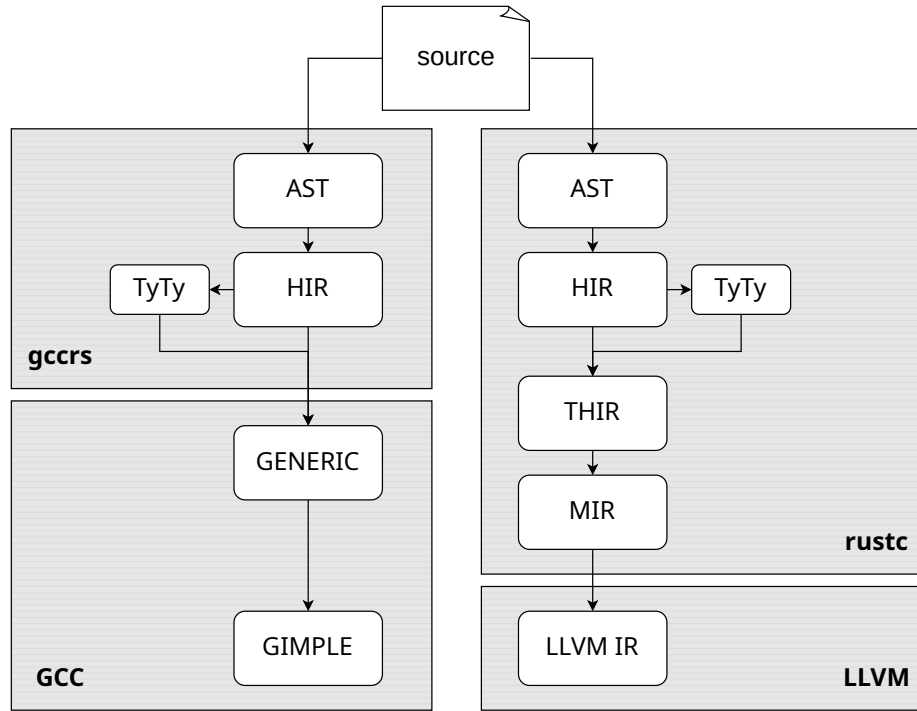 source
AST
HIR
TyTy
gccrs
GENERIC
GIMPLE
GCC
AST
HIR
TyTy
THIR
MIR
rustc
LLVM IR
LLVM